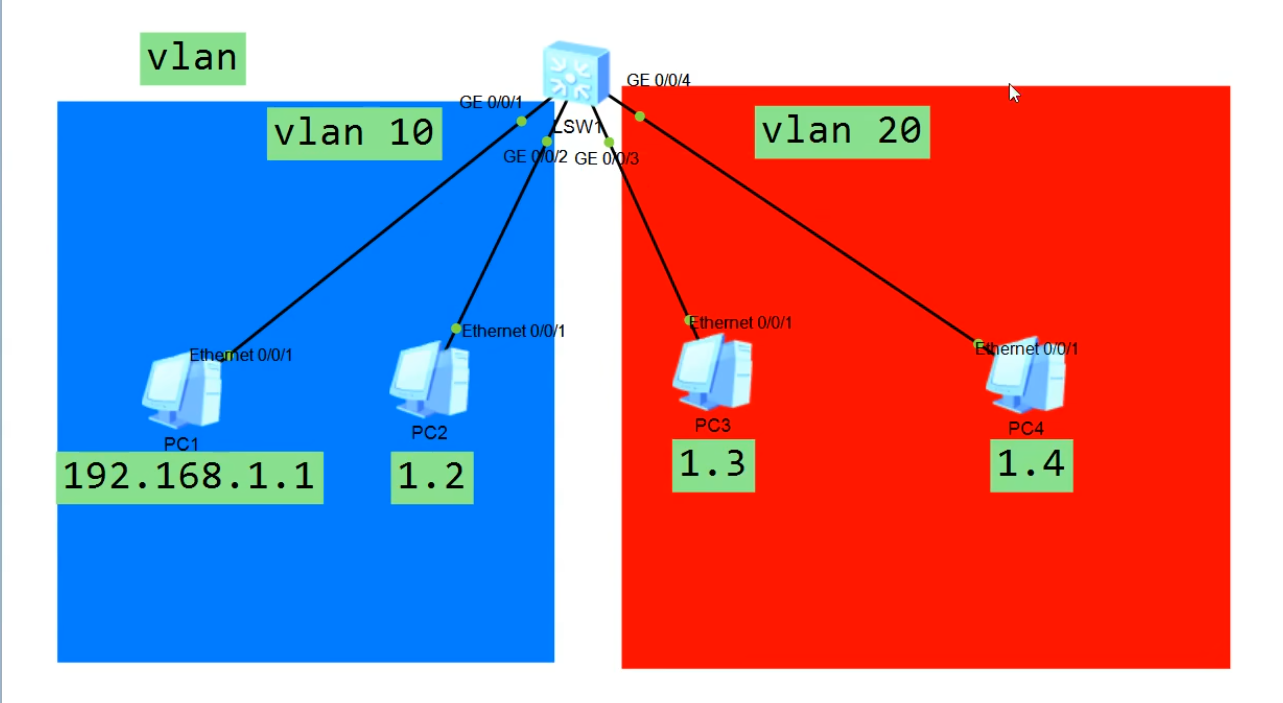 vlan
GE 0/0/4
GE 0/0/1
vlan 10
LSW1
vlan 20
GE 0/0/2
GE 0/0/3
Ethernet 0/0/1
Ethernet 0/0/1
Ethernet 0/0/1
Ethernet 0/0/1
PC1
PC2
PC3
PC4
192.168.1.1
1.2
1.3
1.4